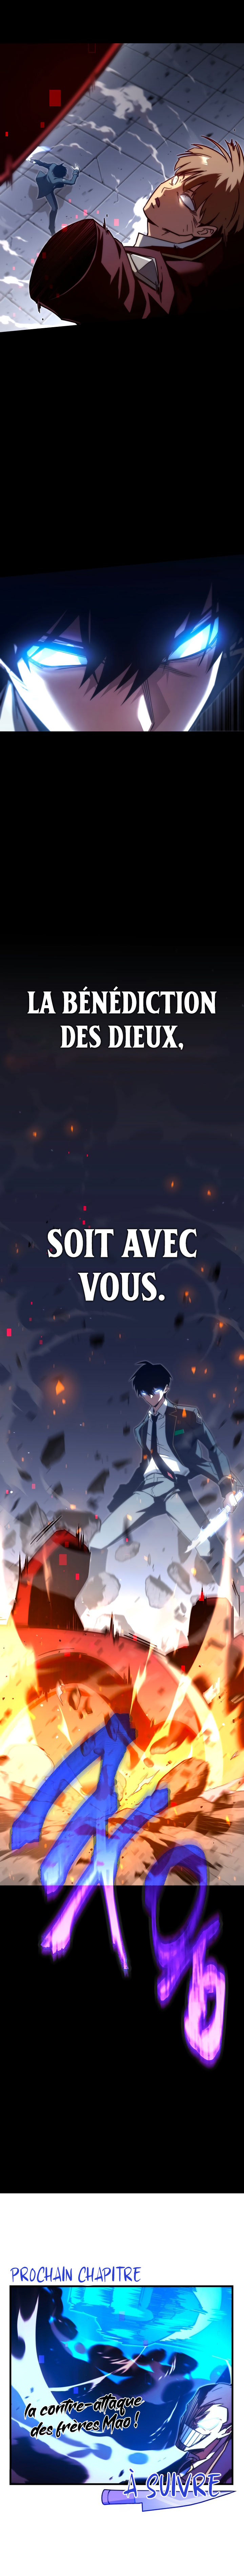 LA BÉNÉDICTION
DES DIEUX,
SOIT AVEC
VOUS.
PROCHAIN CHAPITRE
la contre-attaque
des frères Mao !
À SUIVRE